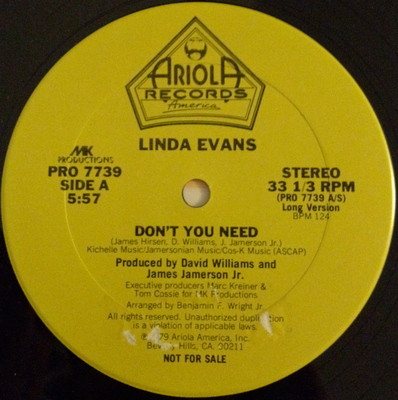 ARIOLA
RECORDS
America
LINDA EVANS
MK
PRODUCTIONS
PRO 7739
SIDE A
5:57
STEREO
33 1/3 RPM
(PRO 7739 A/S)
Long Version
BPM 124
DON'T YOU NEED
(James Hirsen, D. Williams, J. Jamerson Jr.)
Kichelle Music/Jamersonian Music/Cos-K Music (ASCAP)
Produced by David Williams and
James Jamerson Jr.
Executive producers Marc Kreiner &
Tom Cossie for MK Productions
Arranged by Benjamin F. Wright Jr.
All rights reserved. Unauthorized duplication
is a violation of applicable laws.
1979 Ariola America, Inc.
Beverly Hills, CA. 90211
NOT FOR SALE